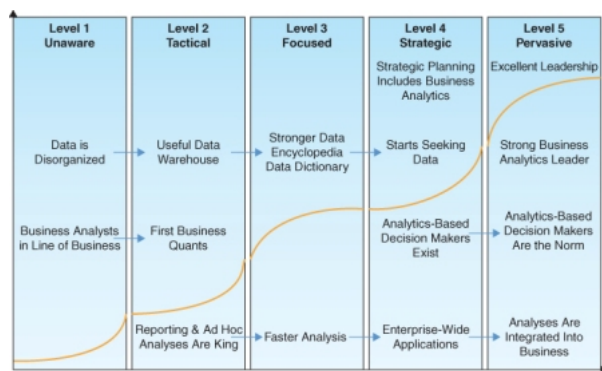 Level 1
Unaware
Data is
Disorganized
Business Analysts
in Line of Business
Level 2
Tactical
Useful Data
Warehouse
First Business
Quants
Reporting & Ad Hoc
Analyses Are King
Level 3
Focused
Stronger Data
Encyclopedia
Data Dictionary
Faster Analysis
Level 4
Strategic
Strategic Planning
Includes Business
Analytics
Starts Seeking
Data
Analytics-Based
Decision Makers
Exist
Enterprise-Wide
Applications
Level 5
Pervasive
Excellent Leadership
Strong Business
Analytics Leader
Analytics-Based
Decision Makers
Are the Norm
Analyses Are
Integrated Into
Business